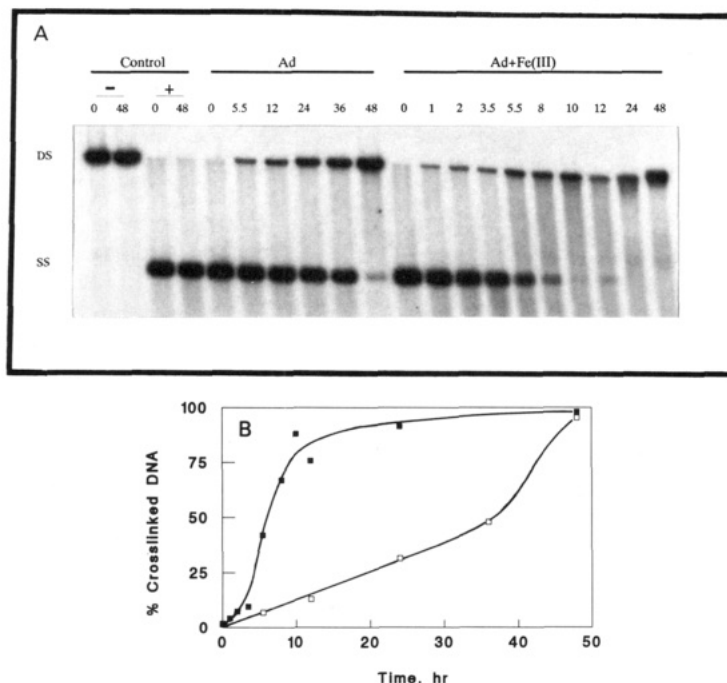 A
Control Ad Ad+Fe(III)
− +
0 48 0 48 0 5.5 12 24 36 48 0 1 2 3.5 5.5 8 10 12 24 48
DS
SS
B
% Crosslinked DNA
100
75
50
25
0
0 10 20 30 40 50
Time, hr